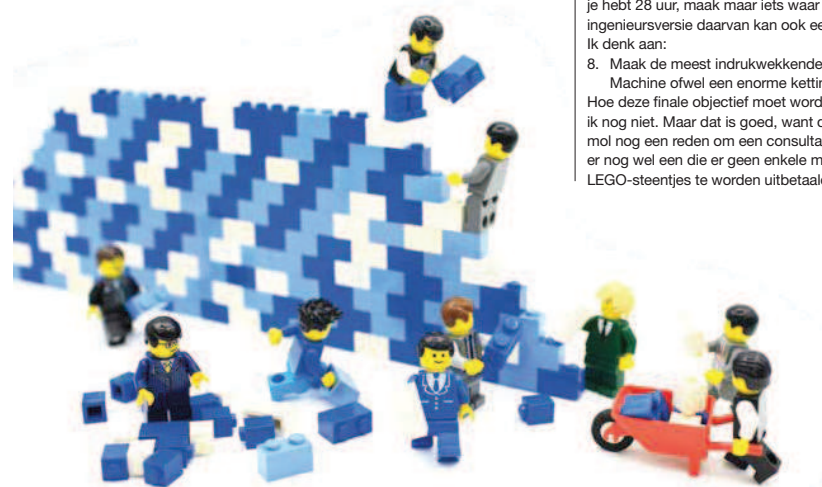 je hebt 28 uur, maak maar iets waar
ingenieursversie daarvan kan ook ee
Ik denk aan:
8. Maak de meest indrukwekkende
Machine ofwel een enorme kettin
Hoe deze finale objectief moet word
ik nog niet. Maar dat is goed, want d
mol nog een reden om een consulta
er nog wel een die er geen enkele m
LEGO-steentjes te worden uitbetaal